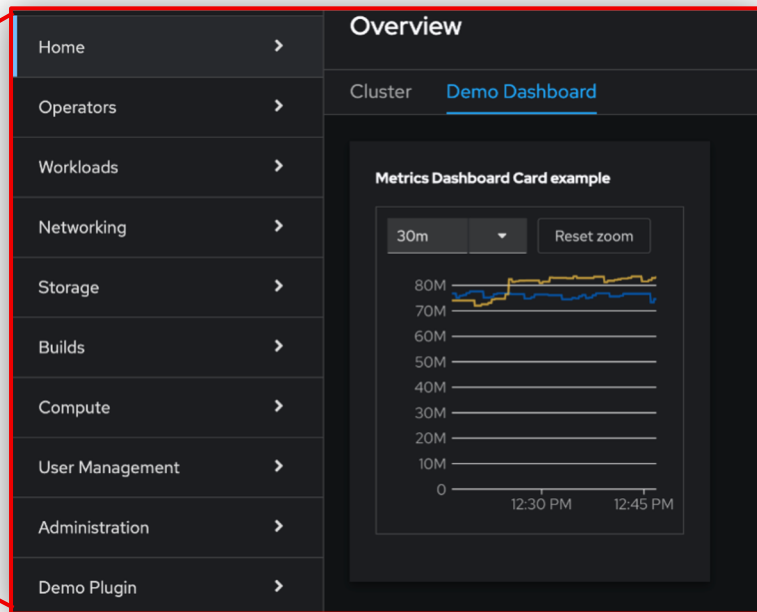 Home
Operators
Workloads
Networking
Storage
Builds
Compute
User Management
Administration
Demo Plugin
Overview
Cluster Demo Dashboard
Metrics Dashboard Card example
30m Reset zoom
80M
70M
60M
50M
40M
30M
20M
10M
0
12:30 PM 12:45 PM